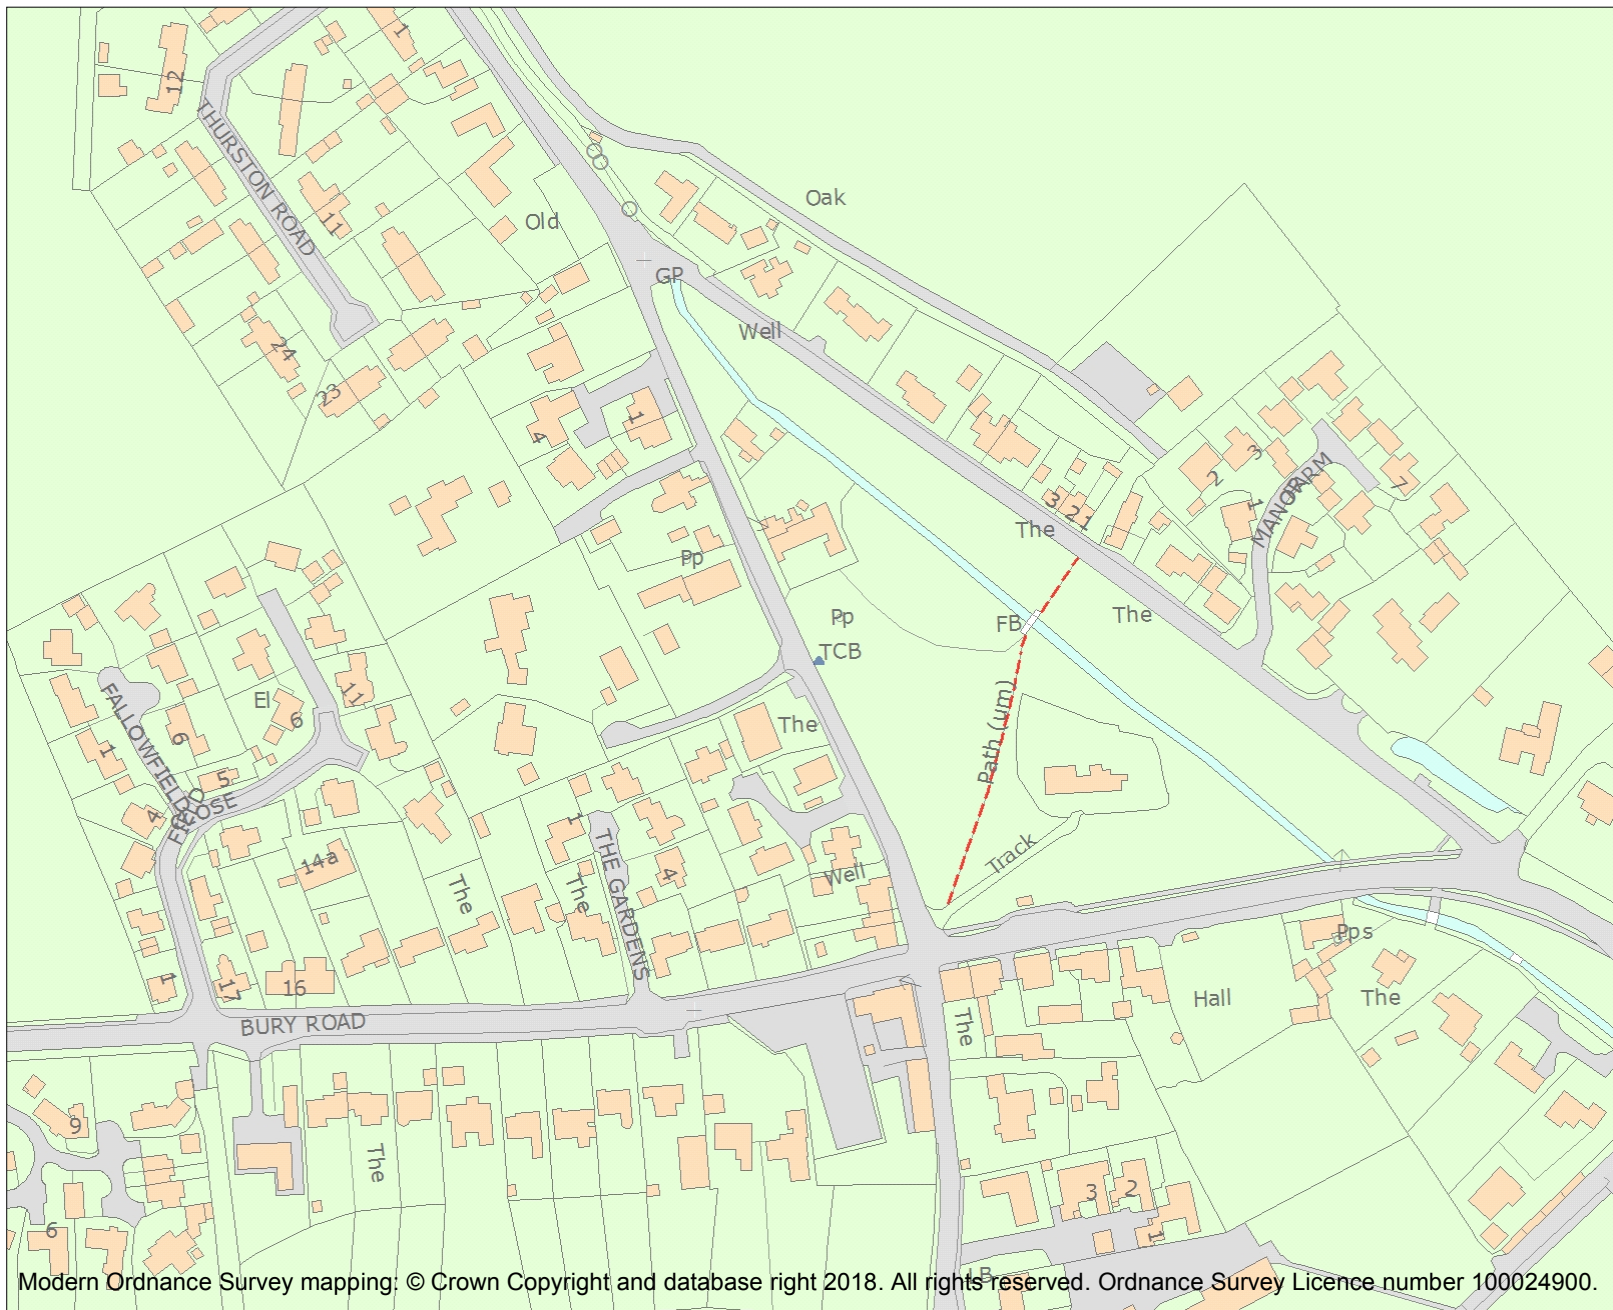 1
12
THURSTON ROAD
Oak
11
Old
GP
Well
24
23
1
4
3
2
MANOR
FARM
7
1
3
2
1
The
Pp
Pp
FB
The
TCB
FALLOWFIELD
El
11
6
6
The
Path (um)
1
5
4
CLOSE
14a
1
THE GARDENS
4
The
The
Well
Track
Pps
1
17
16
BURY ROAD
The
Hall
The
9
The
6
3
2
1
LB
Modern Ordnance Survey mapping: © Crown Copyright and database right 2018. All rights reserved. Ordnance Survey Licence number 100024900.